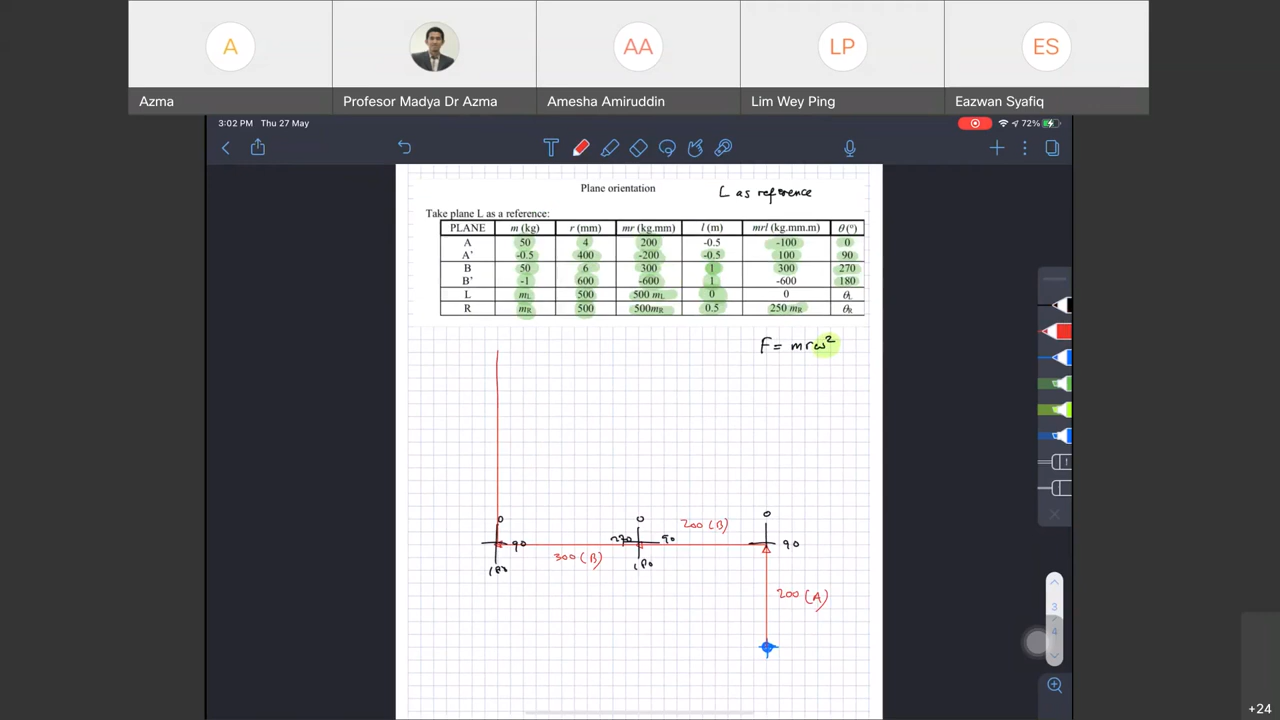 A AA LP ES
Azma Profesor Madya Dr Azma Amesha Amiruddin Lim Wey Ping Eazwan Syafiq
3:02 PM Thu 27 May 72%
T
Plane orientation L as reference
Take plane L as a reference:
PLANE m (kg) r (mm) mr (kg.mm) l (m) mrl (kg.mm.m) θ (°)
A 50 4 200 -0.5 -100 0
A' -0.5 400 -200 -0.5 100 90
B 50 6 300 1 300 270
B' -1 600 -600 1 -600 180
L mL 500 500 mL 0 0 θL
R mR 500 500mR 0.5 250 mR θR
F = mrω²
0 0 200 (B) 0
90 270 90 90
300 (B)
180 180
200 (A)
3
4
+24